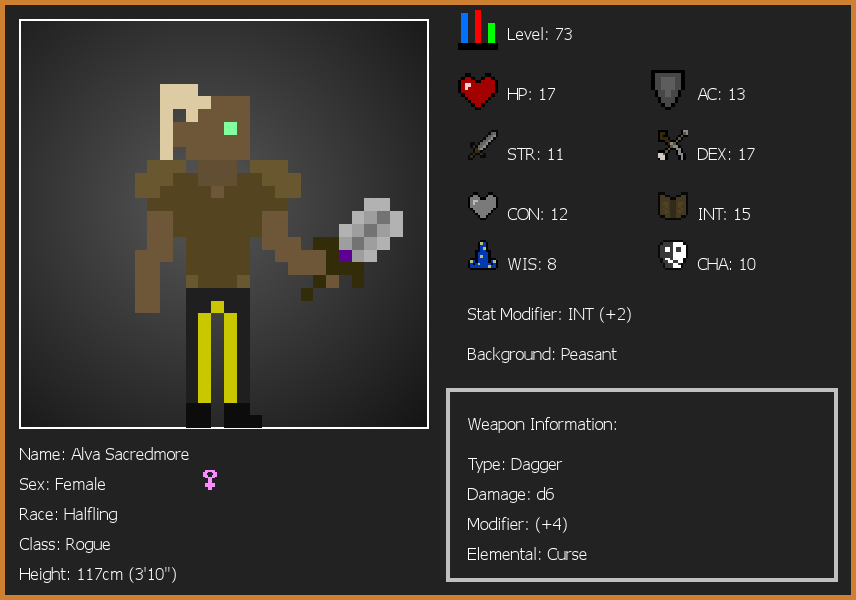 Level: 73
HP: 17
AC: 13
STR: 11
DEX: 17
CON: 12
INT: 15
WIS: 8
CHA: 10
Stat Modifier: INT (+2)
Background: Peasant
Weapon Information:
Type: Dagger
Damage: d6
Modifier: (+4)
Elemental: Curse
Name: Alva Sacredmore
Sex: Female
Race: Halfling
Class: Rogue
Height: 117cm (3'10")